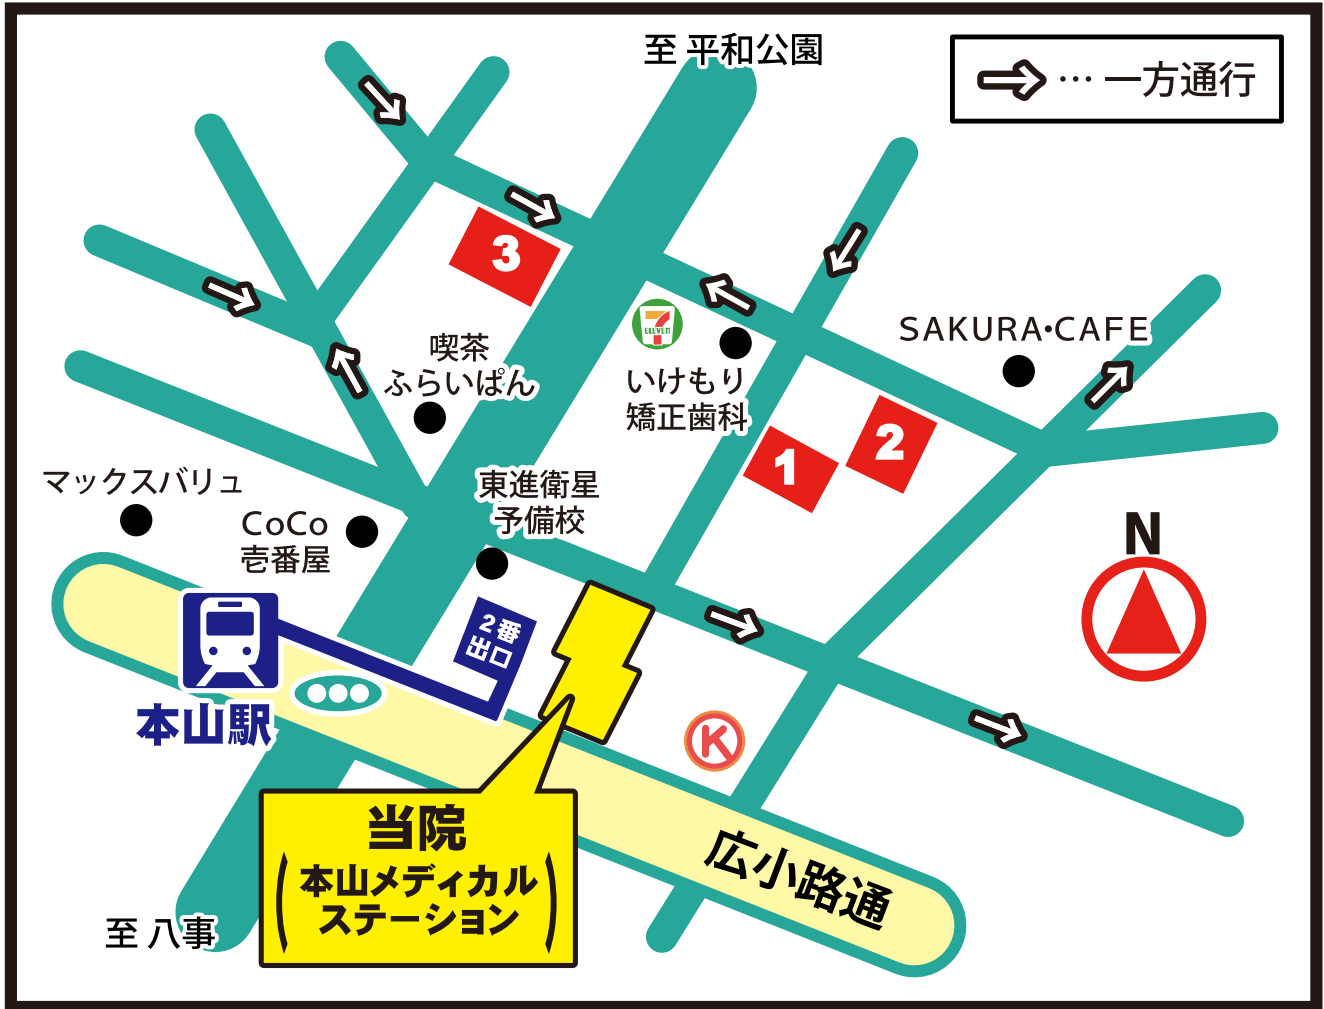 至 平和公園
… 一方通行
3
7
ELEVEN
SAKURA・CAFE
喫茶
ふらいぱん
いけもり
矯正歯科
1
2
マックスバリュ
CoCo
壱番屋
東進衛星
予備校
N
2番
出口
本山駅
K
当院
(本山メディカル
ステーション)
広小路通
至 八事